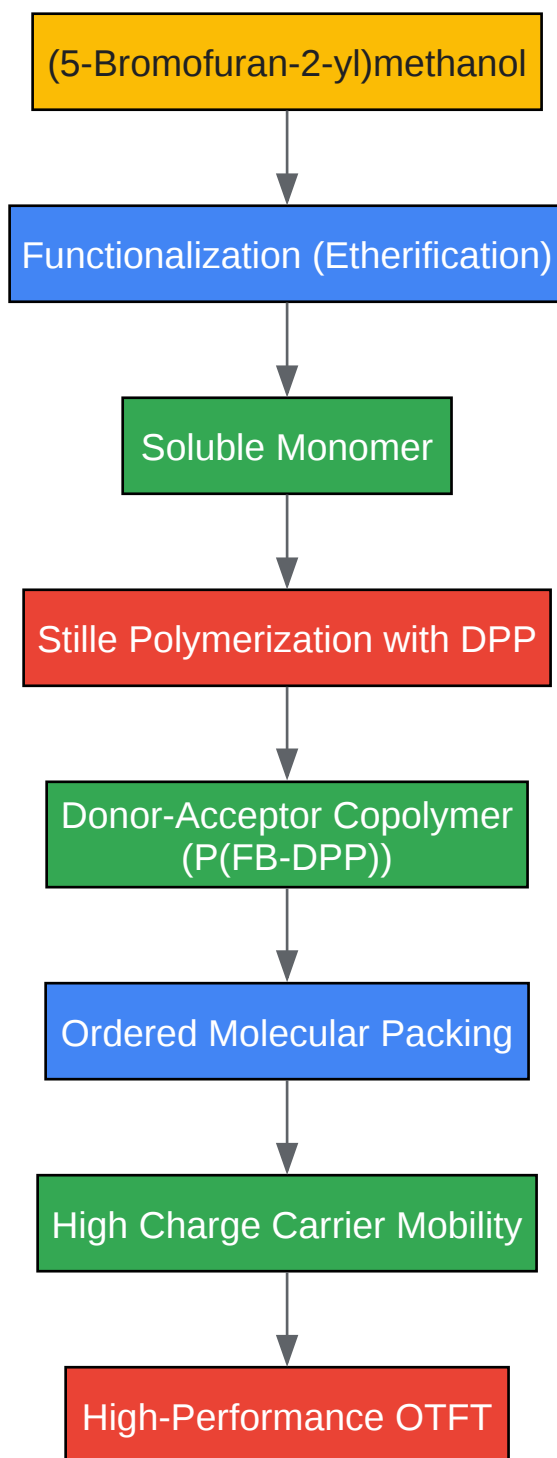 (5-Bromofuran-2-yl)methanol
Functionalization (Etherification)
Soluble Monomer
Stille Polymerization with DPP
Donor-Acceptor Copolymer
(P(FB-DPP))
Ordered Molecular Packing
High Charge Carrier Mobility
High-Performance OTFT